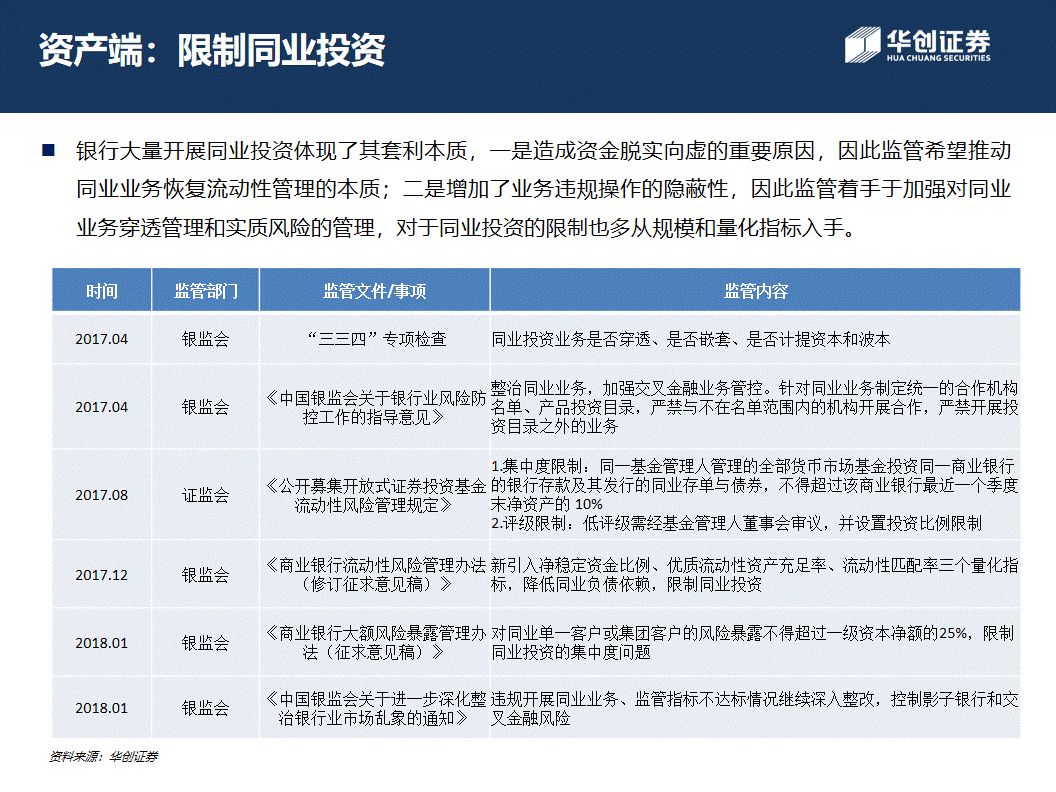 资产端：限制同业投资
华创证券
HUA CHUANG SECURITIES
银行大量开展同业投资体现了其套利本质，一是造成资金脱实向虚的重要原因，因此监管希望推动
同业业务恢复流动性管理的本质；二是增加了业务违规操作的隐蔽性，因此监管着手于加强对同业
业务穿透管理和实质风险的管理，对于同业投资的限制也多从规模和量化指标入手。
时间 监管部门 监管文件/事项 监管内容
2017.04 银监会 “三三四”专项检查 同业投资业务是否穿透、是否嵌套、是否计提资本和波本
2017.04 银监会
《中国银监会关于银行业风险防
控工作的指导意见》
整治同业业务，加强交叉金融业务管控。针对同业业务制定统一的合作机构
名单、产品投资目录，严禁与不在名单范围内的机构开展合作，严禁开展投
资目录之外的业务
2017.08 证监会
《公开募集开放式证券投资基金
流动性风险管理规定》
1.集中度限制：同一基金管理人管理的全部货币市场基金投资同一商业银行
的银行存款及其发行的同业存单与债券，不得超过该商业银行最近一个季度
末净资产的 10%
2.评级限制：低评级需经基金管理人董事会审议，并设置投资比例限制
2017.12 银监会
《商业银行流动性风险管理办法
（修订征求意见稿）》
新引入净稳定资金比例、优质流动性资产充足率、流动性匹配率三个量化指
标，降低同业负债依赖，限制同业投资
2018.01 银监会
《商业银行大额风险暴露管理办
法（征求意见稿）》
对同业单一客户或集团客户的风险暴露不得超过一级资本净额的25%，限制
同业投资的集中度问题
2018.01 银监会
《中国银监会关于进一步深化整
治银行业市场乱象的通知》
违规开展同业业务、监管指标不达标情况继续深入整改，控制影子银行和交
叉金融风险
资料来源：华创证券